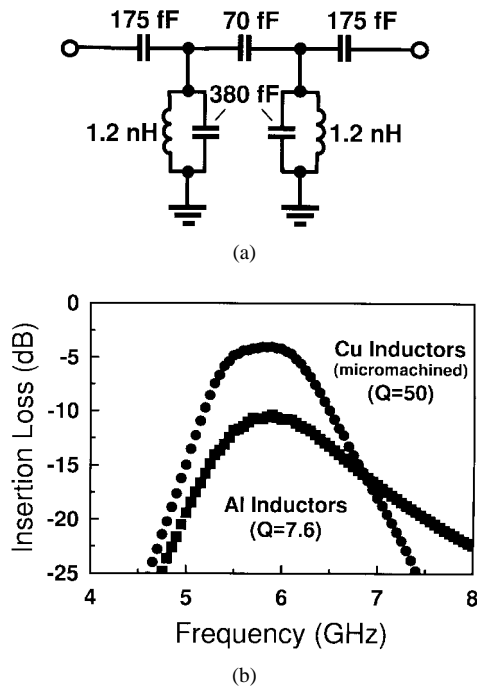 175 fF 70 fF 175 fF
380 fF
1.2 nH 1.2 nH
(a)
0
-5
-10
-15
-20
-25
Insertion Loss (dB)
Cu Inductors
(micromachined)
(Q=50)
Al Inductors
(Q=7.6)
4 5 6 7 8
Frequency (GHz)
(b)